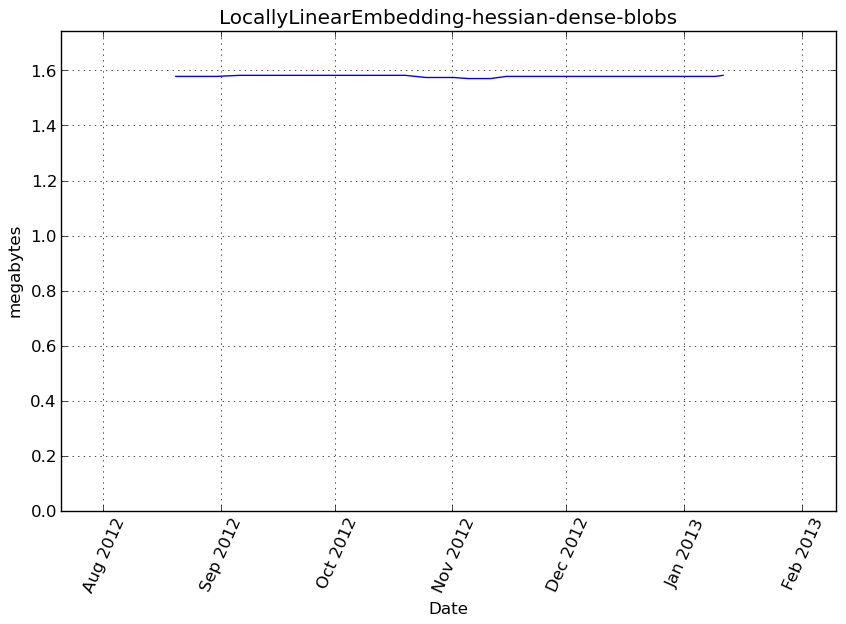 LocallyLinearEmbedding-hessian-dense-blobs
megabytes
1.6
1.4
1.2
1.0
0.8
0.6
0.4
0.2
0.0
Aug 2012
Sep 2012
Oct 2012
Nov 2012
Dec 2012
Jan 2013
Feb 2013
Date